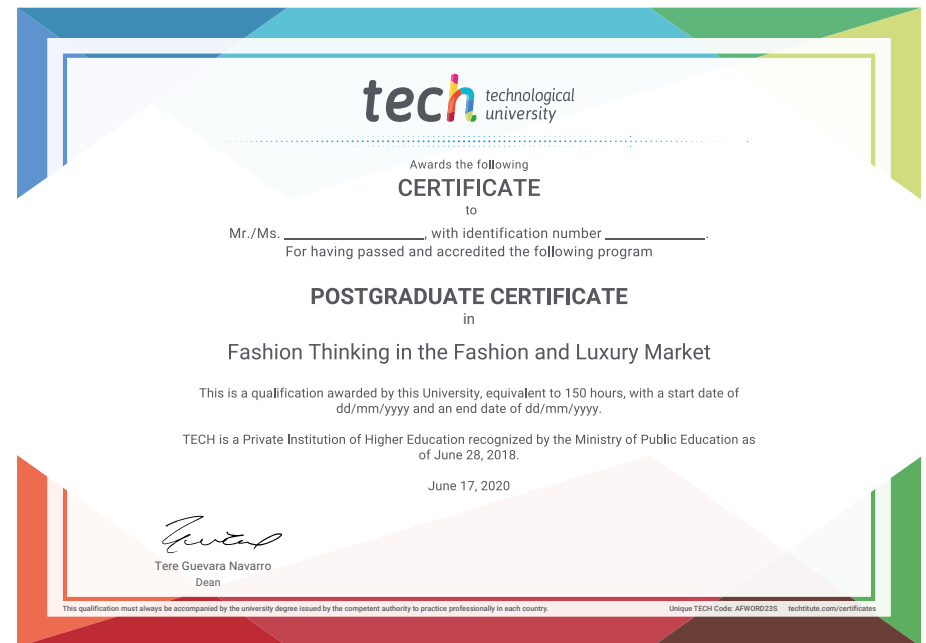 tech technological
university
Awards the following
CERTIFICATE
to
Mr./Ms. ____________________, with identification number ______________.
For having passed and accredited the following program
POSTGRADUATE CERTIFICATE
in
Fashion Thinking in the Fashion and Luxury Market
This is a qualification awarded by this University, equivalent to 150 hours, with a start date of
dd/mm/yyyy and an end date of dd/mm/yyyy.
TECH is a Private Institution of Higher Education recognized by the Ministry of Public Education as
of June 28, 2018.
June 17, 2020
Tere Guevara Navarro
Dean
This qualification must always be accompanied by the university degree issued by the competent authority to practice professionally in each country. Unique TECH Code: AFWORD23S techtitute.com/certificates